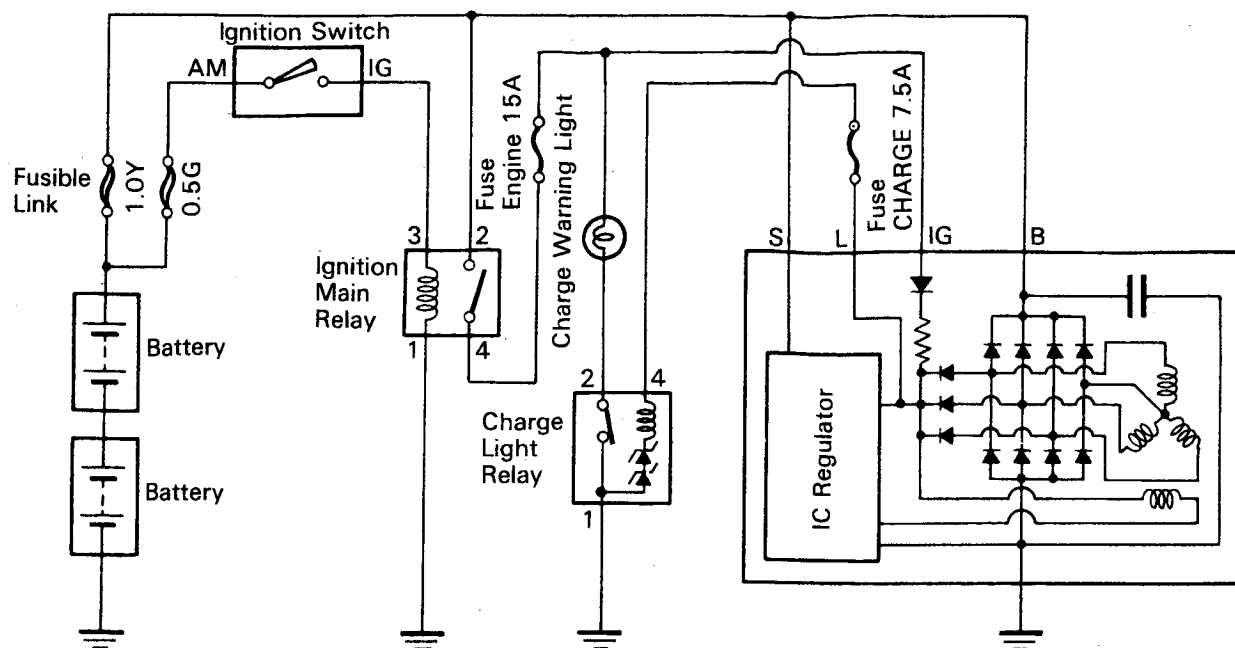 Ignition Switch
AM
IG
Fusible
Link
1.0Y
0.5G
Battery
Battery
Ignition
Main
Relay
3
2
1
4
Fuse
Engine 15A
Charge Warning Light
Charge
Light
Relay
2
4
1
Fuse
CHARGE 7.5A
S
L
IG
B
IC Regulator